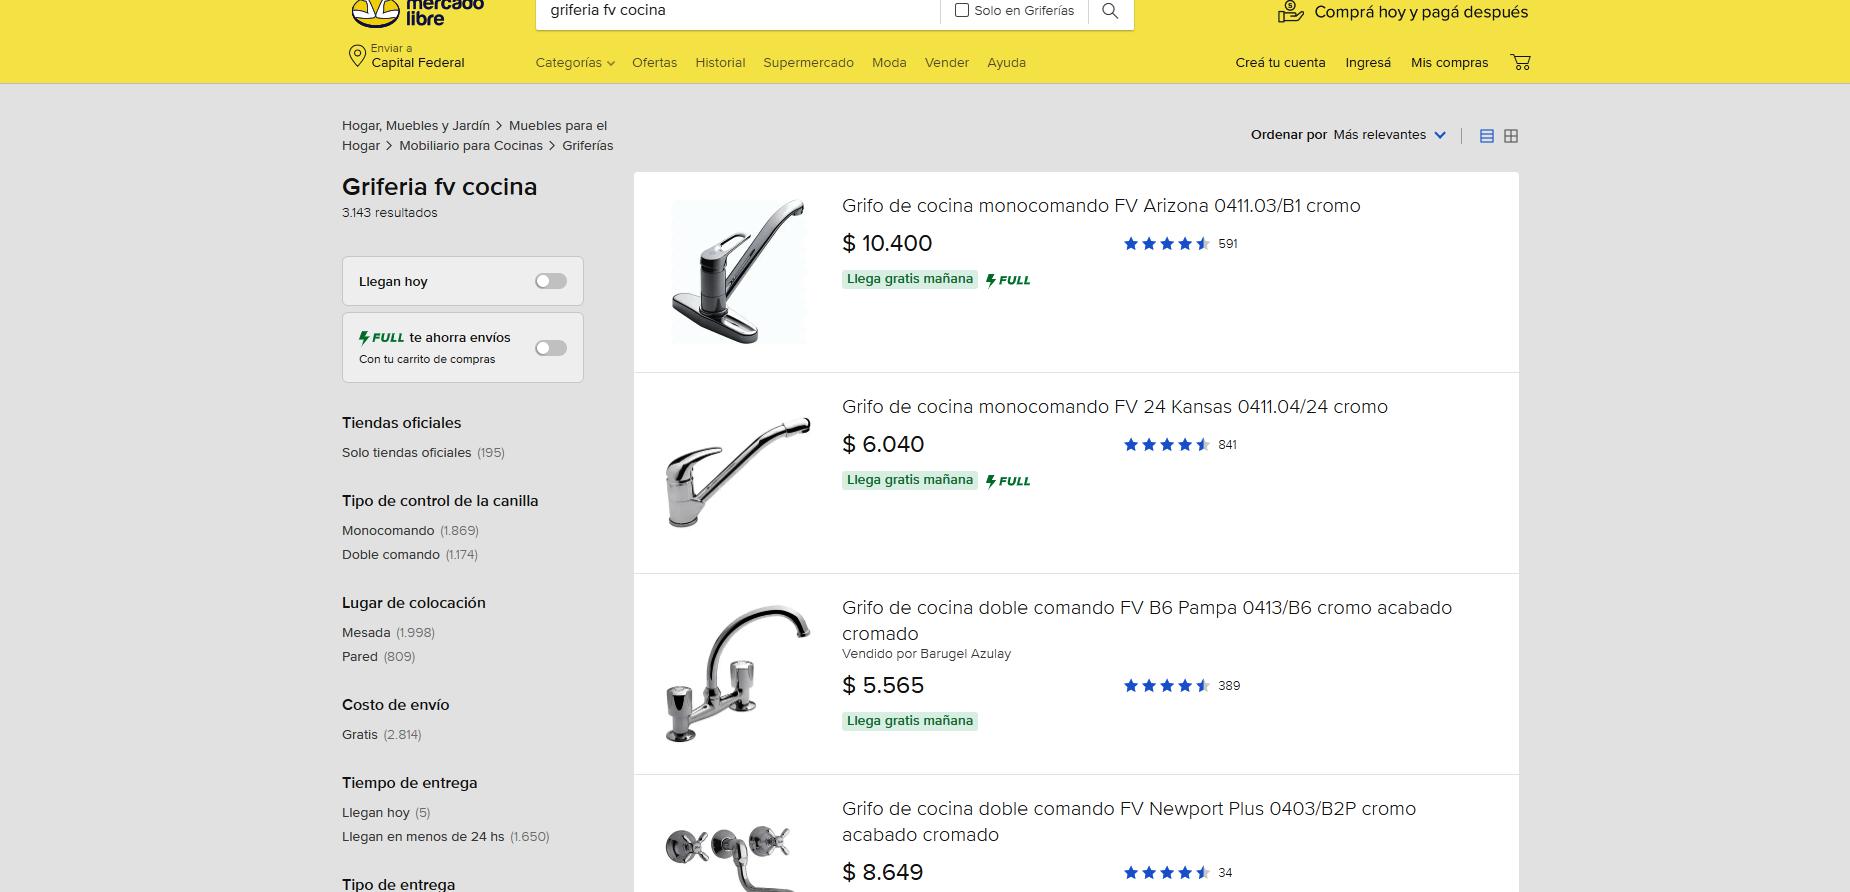 mercado
libre
griferia fv cocina
Solo en Griferías
Comprá hoy y pagá después
Enviar a
Capital Federal
Categorías
Ofertas
Historial
Supermercado
Moda
Vender
Ayuda
Creá tu cuenta
Ingresá
Mis compras
Hogar, Muebles y Jardín > Muebles para el
Hogar > Mobiliario para Cocinas > Griferías
Ordenar por Más relevantes
Griferia fv cocina
3.143 resultados
Llegan hoy
FULL te ahorra envíos
Con tu carrito de compras
Tiendas oficiales
Solo tiendas oficiales (195)
Tipo de control de la canilla
Monocomando (1.869)
Doble comando (1.174)
Lugar de colocación
Mesada (1.998)
Pared (809)
Costo de envío
Gratis (2.814)
Tiempo de entrega
Llegan hoy (5)
Llegan en menos de 24 hs (1.650)
Tipo de entrega
Grifo de cocina monocomando FV Arizona 0411.03/B1 cromo
$ 10.400
591
Llega gratis mañana FULL
Grifo de cocina monocomando FV 24 Kansas 0411.04/24 cromo
$ 6.040
841
Llega gratis mañana FULL
Grifo de cocina doble comando FV B6 Pampa 0413/B6 cromo acabado
cromado
Vendido por Barugel Azulay
$ 5.565
389
Llega gratis mañana
Grifo de cocina doble comando FV Newport Plus 0403/B2P cromo
acabado cromado
$ 8.649
34